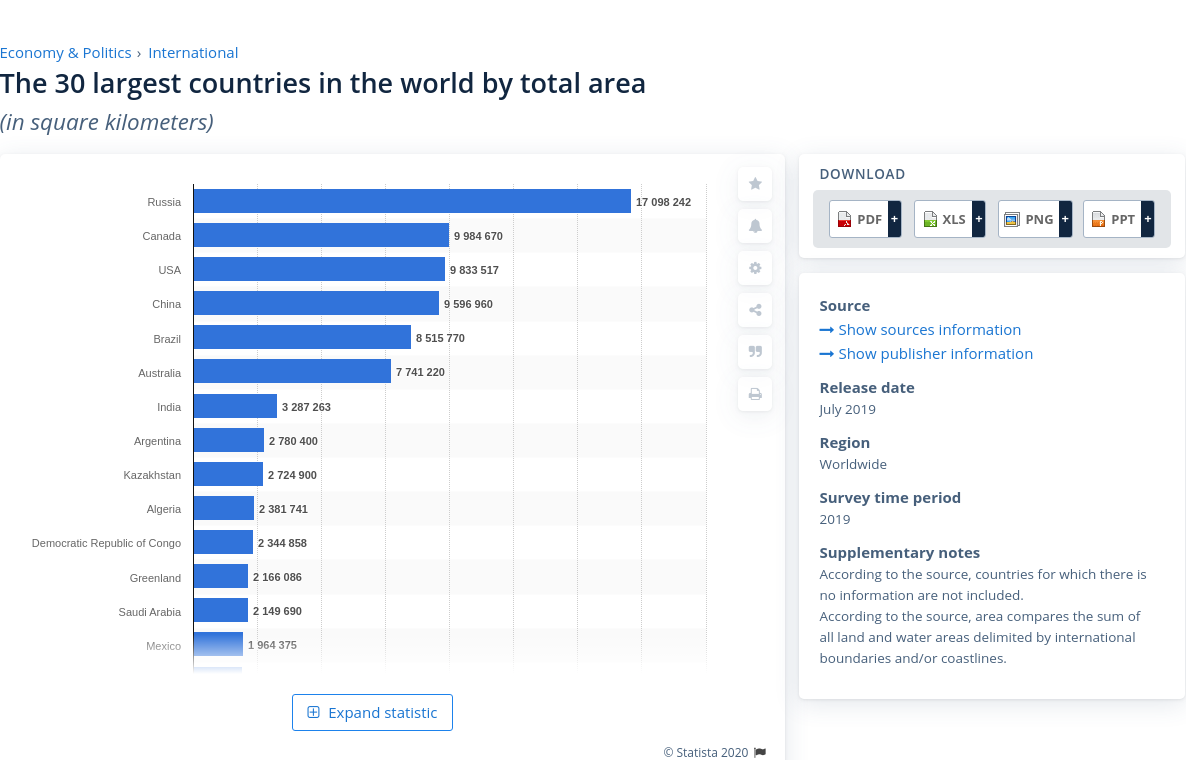 Economy & Politics › International
The 30 largest countries in the world by total area
(in square kilometers)
Russia 17 098 242
Canada 9 984 670
USA 9 833 517
China 9 596 960
Brazil 8 515 770
Australia 7 741 220
India 3 287 263
Argentina 2 780 400
Kazakhstan 2 724 900
Algeria 2 381 741
Democratic Republic of Congo 2 344 858
Greenland 2 166 086
Saudi Arabia 2 149 690
Mexico 1 964 375
Expand statistic
© Statista 2020
DOWNLOAD
PDF + XLS + PNG + PPT +
Source
Show sources information
Show publisher information
Release date
July 2019
Region
Worldwide
Survey time period
2019
Supplementary notes
According to the source, countries for which there is
no information are not included.
According to the source, area compares the sum of
all land and water areas delimited by international
boundaries and/or coastlines.